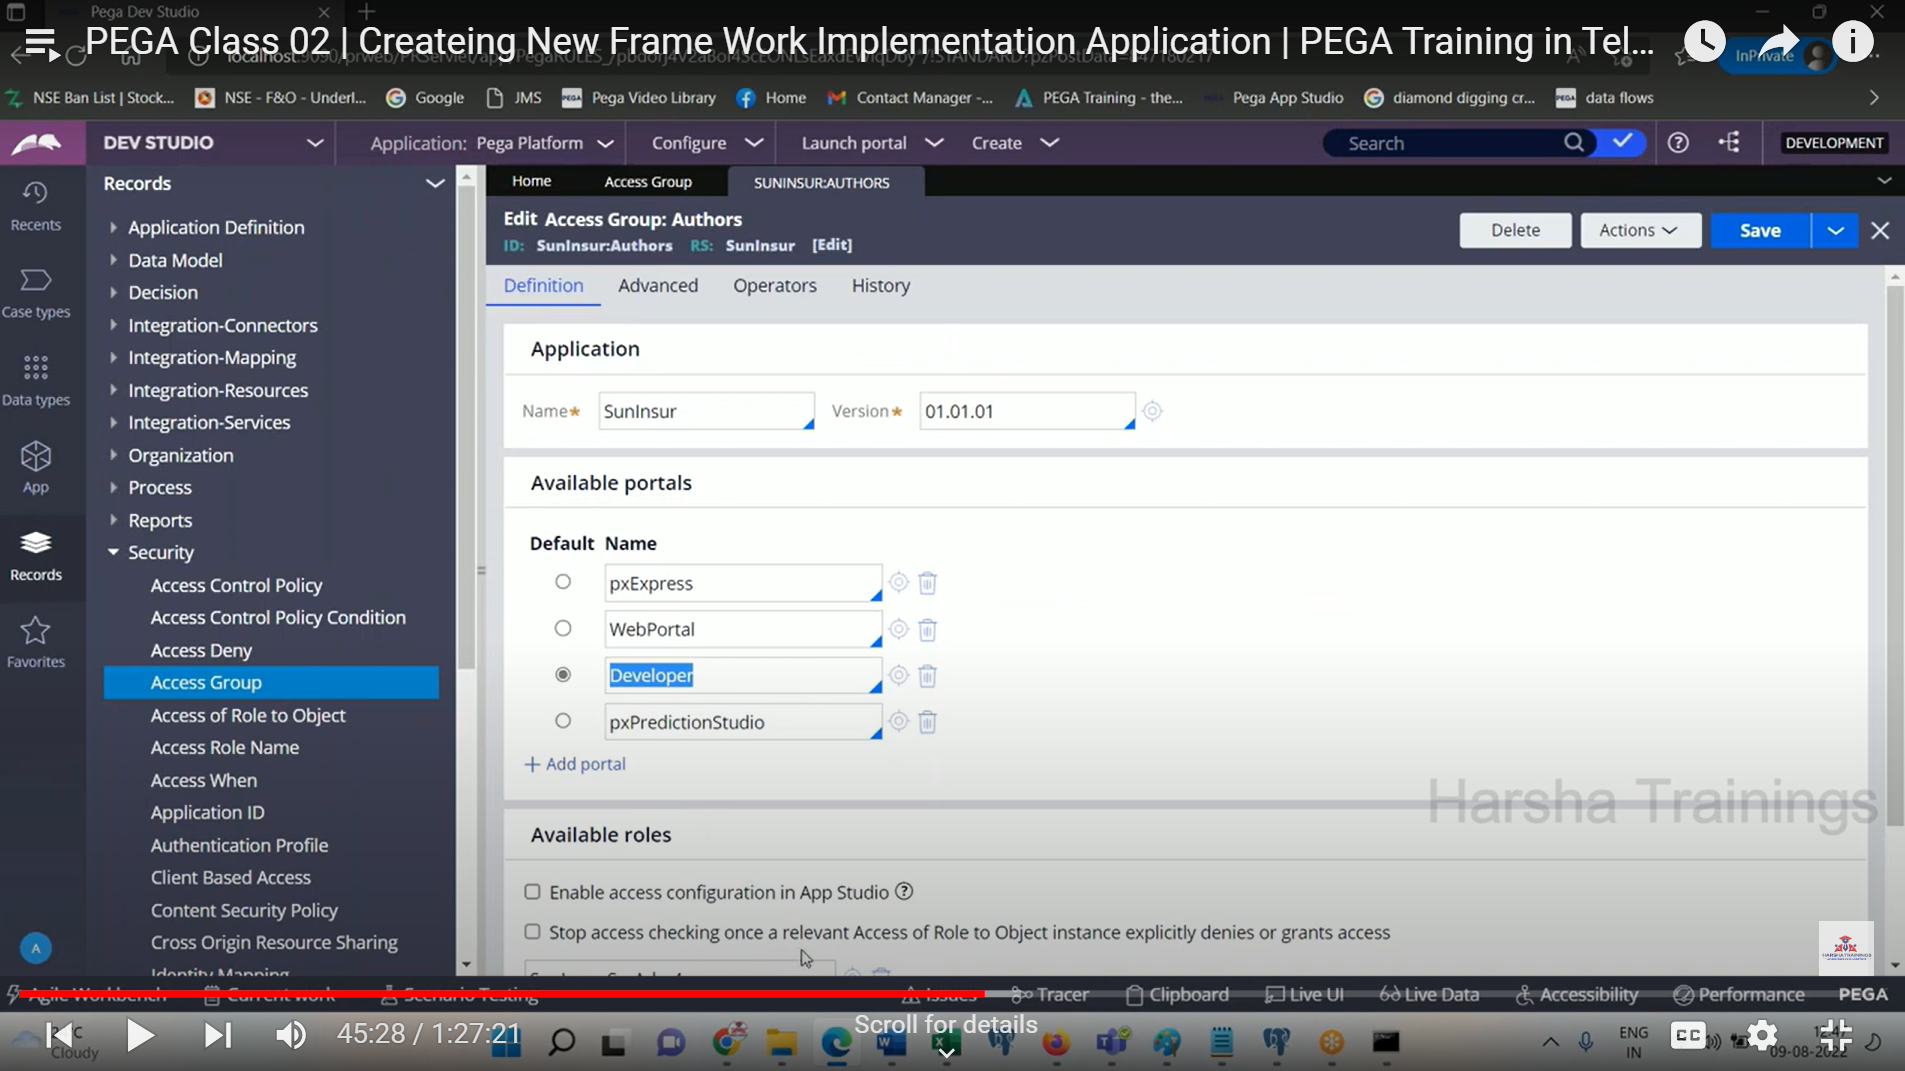 Pega Dev Studio
PEGA Class 02 | Createing New Frame Work Implementation Application | PEGA Training in Tel...
InPrivate
NSE Ban List | Stock...
NSE - F&O - Underl...
Google
JMS
Pega Video Library
Home
Contact Manager -...
PEGA Training - the...
Pega App Studio
diamond digging cr...
data flows
DEV STUDIO
Application: Pega Platform
Configure
Launch portal
Create
Search
DEVELOPMENT
Recents
Case types
Data types
App
Records
Favorites
A
Records
Application Definition
Data Model
Decision
Integration-Connectors
Integration-Mapping
Integration-Resources
Integration-Services
Organization
Process
Reports
Security
Access Control Policy
Access Control Policy Condition
Access Deny
Access Group
Access of Role to Object
Access Role Name
Access When
Application ID
Authentication Profile
Client Based Access
Content Security Policy
Cross Origin Resource Sharing
Identity Mapping
Home
Access Group
SUNINSUR:AUTHORS
Edit Access Group: Authors
ID: SunInsur:Authors RS: SunInsur [Edit]
Delete
Actions
Save
Definition
Advanced
Operators
History
Application
Name* SunInsur Version* 01.01.01
Available portals
Default Name
pxExpress
WebPortal
Developer
pxPredictionStudio
+ Add portal
Harsha Trainings
Available roles
Enable access configuration in App Studio
Stop access checking once a relevant Access of Role to Object instance explicitly denies or grants access
HARSHA TRAININGS
Agile Workbench
Current work
Scenario Testing
Issues
Tracer
Clipboard
Live UI
Live Data
Accessibility
Performance
PEGA
45:28 / 1:27:21
Scroll for details
Cloudy
ENG
IN
CC
12:47
09-08-2022